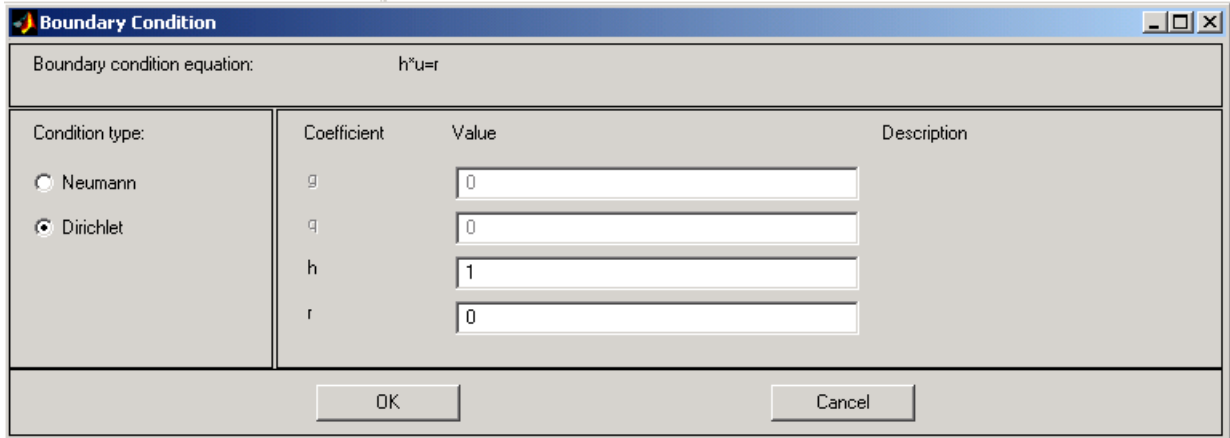 Boundary Condition
Boundary condition equation: h*u=r
Condition type:
Neumann
Dirichlet
Coefficient Value Description
g 0
q 0
h 1
r 0
OK Cancel